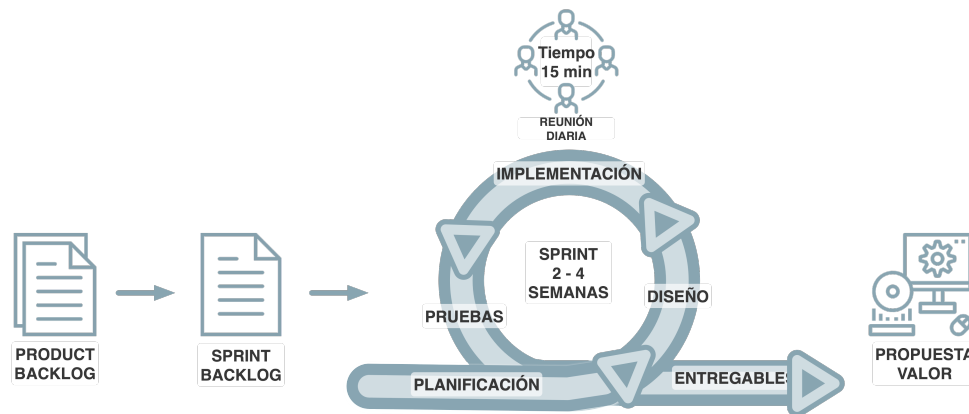 Tiempo
15 min
REUNIÓN
DIARIA
IMPLEMENTACIÓN
SPRINT
2 - 4
SEMANAS
DISEÑO
PRUEBAS
PRODUCT
BACKLOG
SPRINT
BACKLOG
PLANIFICACIÓN
ENTREGABLES
PROPUESTA
VALOR